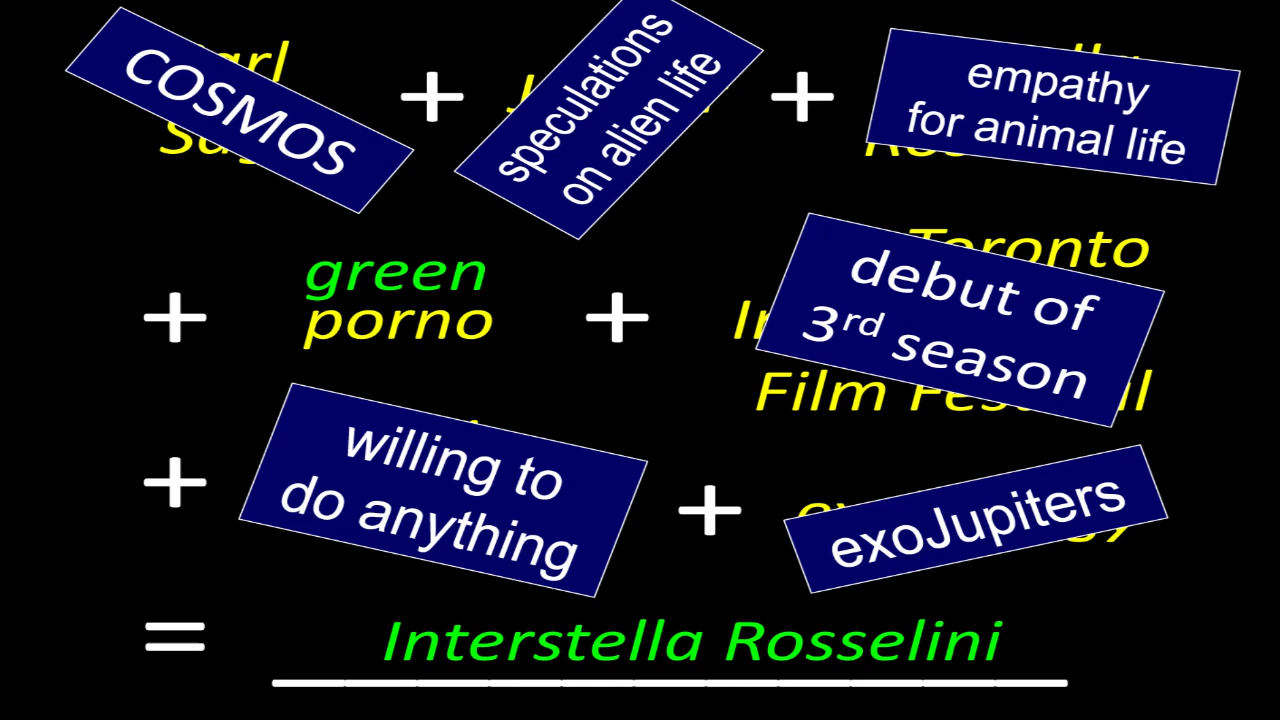 COSMOS
+
speculations
on alien life
+
empathy
for animal life
+
green
porno
+
Toronto
debut of
3rd season
Film
+
willing to
do anything
+
exoJupiters
=
Interstella Rosselini